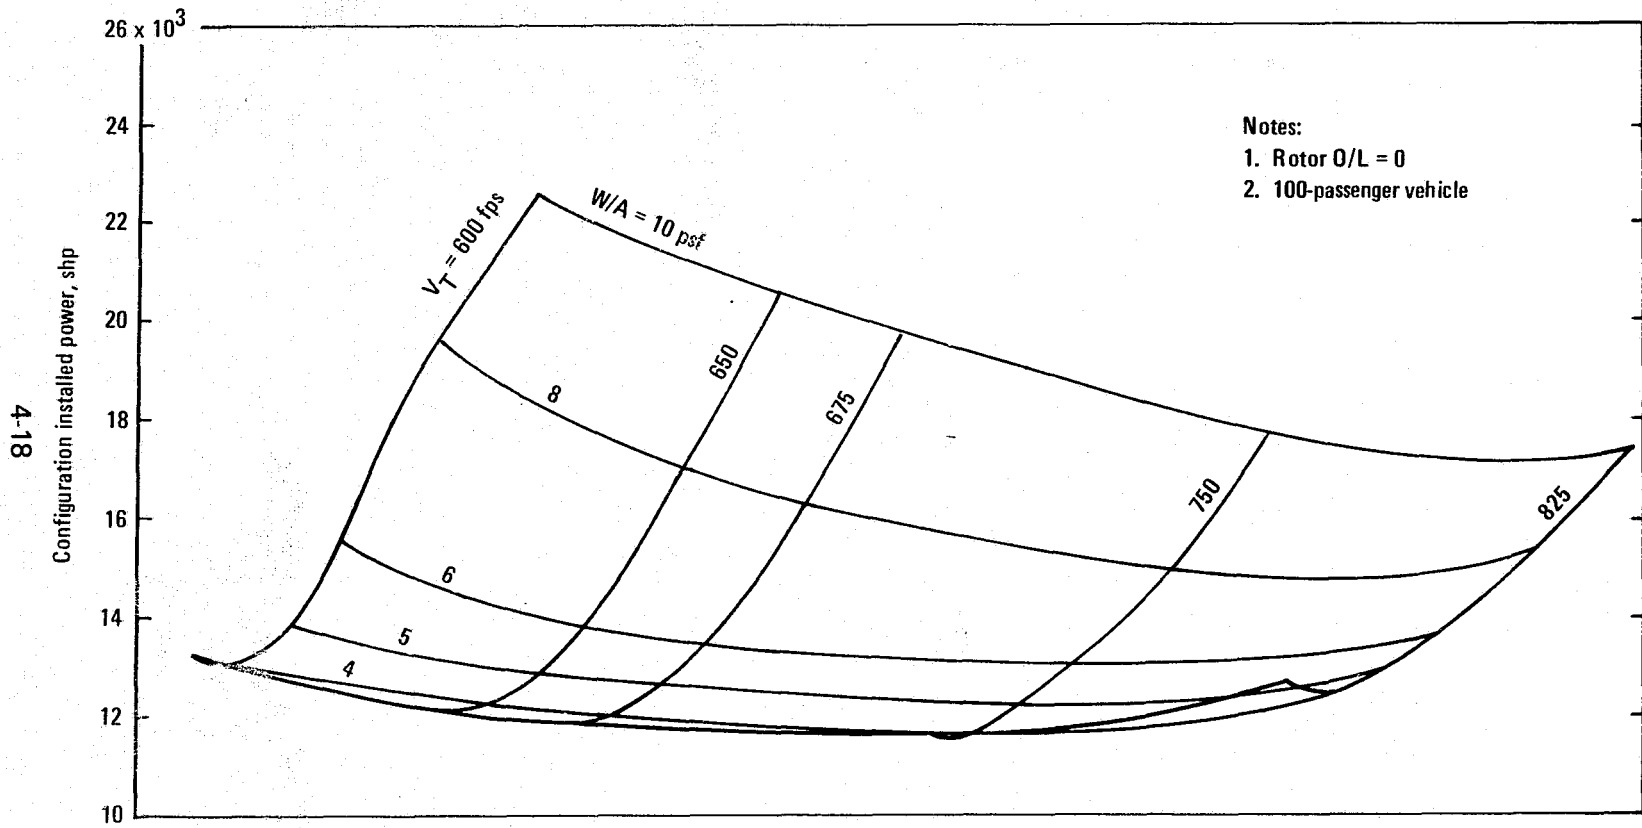 26 x 10³
24
22
20
18
16
14
12
10
Configuration installed power, shp
4-18
Notes:
1. Rotor O/L = 0
2. 100-passenger vehicle
V_T = 600 fps
W/A = 10 psf
650
675
750
825
8
6
5
4